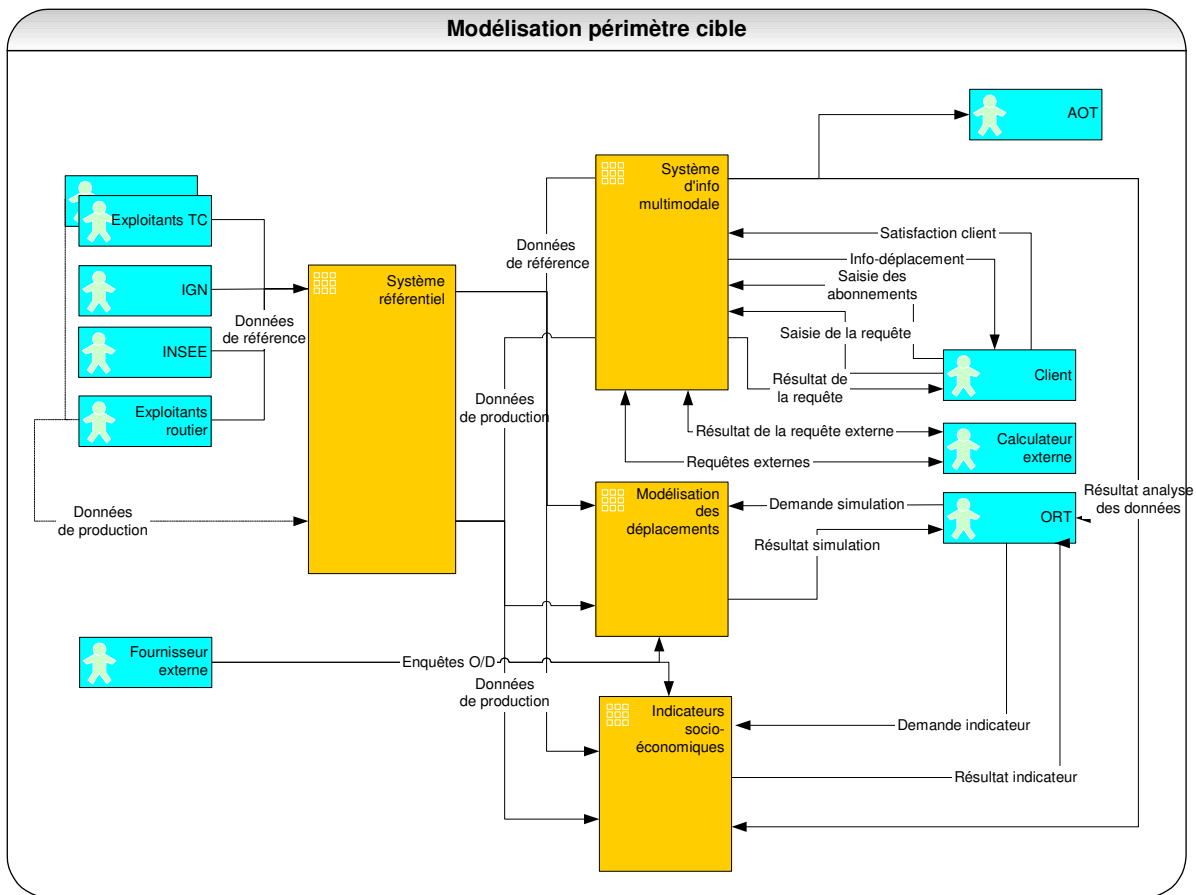 Modélisation périmètre cible
AOT
Système
d'info
multimodale
Exploitants TC
Satisfaction client
Données
de référence
Info-déplacement
Saisie des
abonnements
IGN
Système
référentiel
Données
de référence
Saisie de la requête
INSEE
Client
Résultat de
la requête
Exploitants
routier
Données
de production
Résultat de la requête externe
Calculateur
externe
Requêtes externes
Modélisation
des
déplacements
Demande simulation
Résultat analyse
des données
ORT
Données
de production
Résultat simulation
Fournisseur
externe
Enquêtes O/D
Données
de production
Indicateurs
socio-
économiques
Demande indicateur
Résultat indicateur